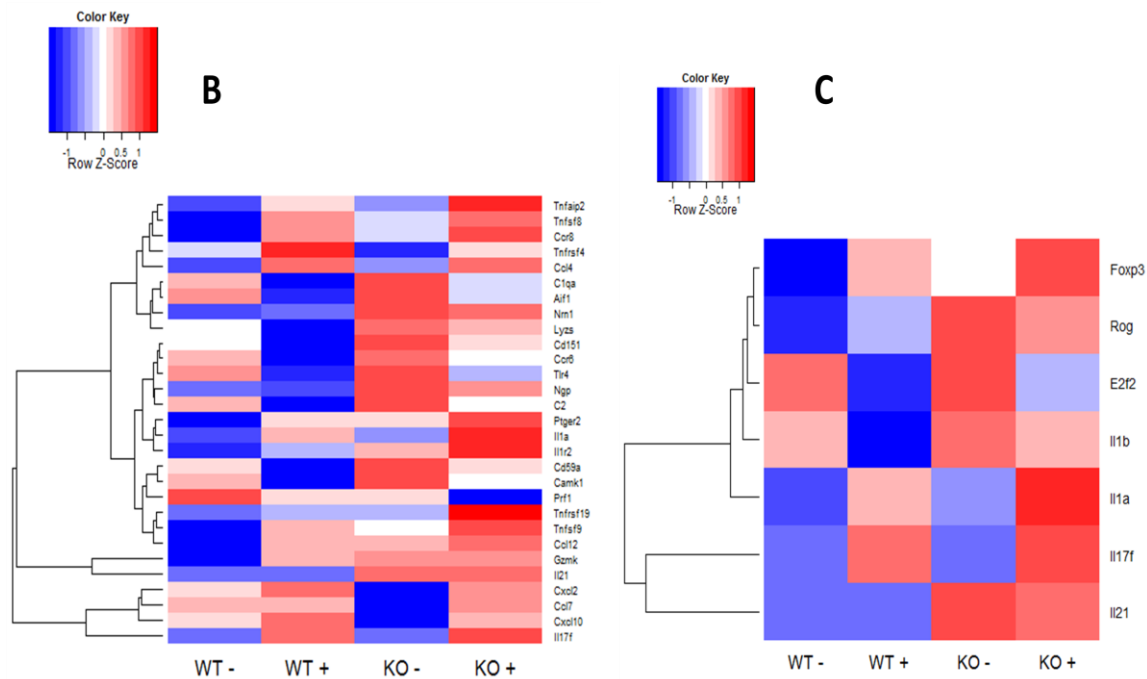 Color Key
-1 0 0.5 1
Row Z-Score
B
Tnfaip2
Tnfsf8
Ccr8
Tnfrsf4
Ccl4
C1qa
Aif1
Nrn1
Lyzs
Cd151
Ccr6
Tlr4
Ngp
C2
Ptger2
Il1a
Il1r2
Cd59a
Camk1
Prf1
Tnfrsf19
Tnfsf9
Ccl12
Gzmk
Il21
Cxcl2
Ccl7
Cxcl10
Il17f
WT - WT + KO - KO +
Color Key
-1 0 0.5 1
Row Z-Score
C
Foxp3
Rog
E2f2
Il1b
Il1a
Il17f
Il21
WT - WT + KO - KO +